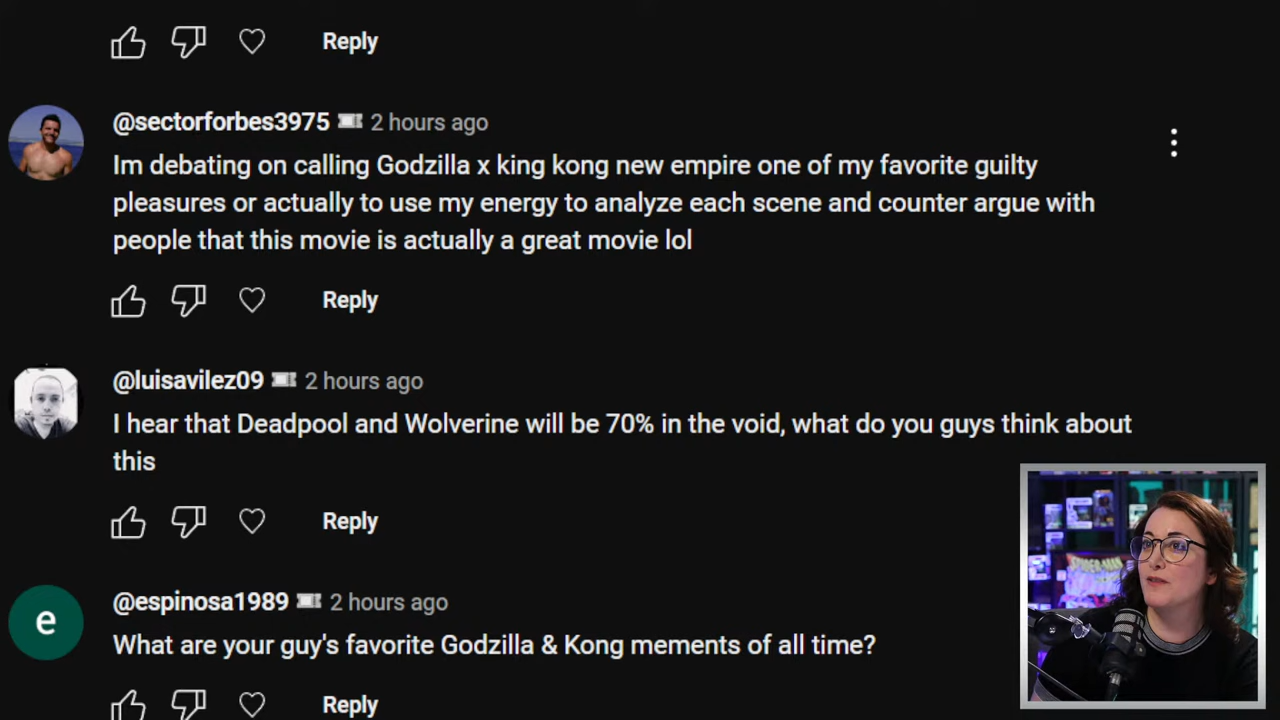 Reply
@sectorforbes3975 2 hours ago
Im debating on calling Godzilla x king kong new empire one of my favorite guilty
pleasures or actually to use my energy to analyze each scene and counter argue with
people that this movie is actually a great movie lol
Reply
@luisavilez09 2 hours ago
I hear that Deadpool and Wolverine will be 70% in the void, what do you guys think about
this
Reply
SPIDER-MAN
e
@espinosa1989 2 hours ago
What are your guy's favorite Godzilla & Kong mements of all time?
Reply